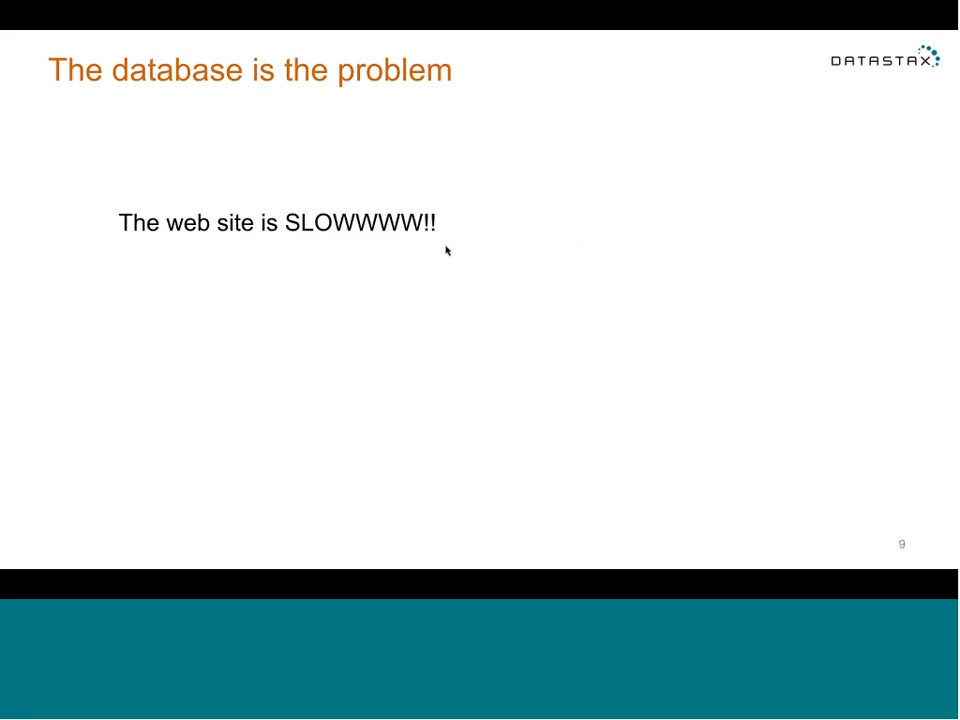 The database is the problem
DATASTAX
The web site is SLOWWWW!!
9